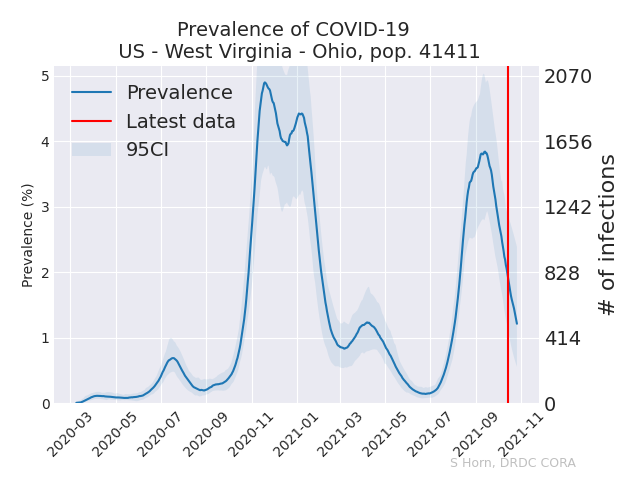 Prevalence of COVID-19
US - West Virginia - Ohio, pop. 41411
Prevalence
Latest data
95CI
Prevalence (%)
5
4
3
2
1
0
2070
1656
1242
828
414
0
# of infections
2020-03
2020-05
2020-07
2020-09
2020-11
2021-01
2021-03
2021-05
2021-07
2021-09
2021-11
S Horn, DRDC CORA